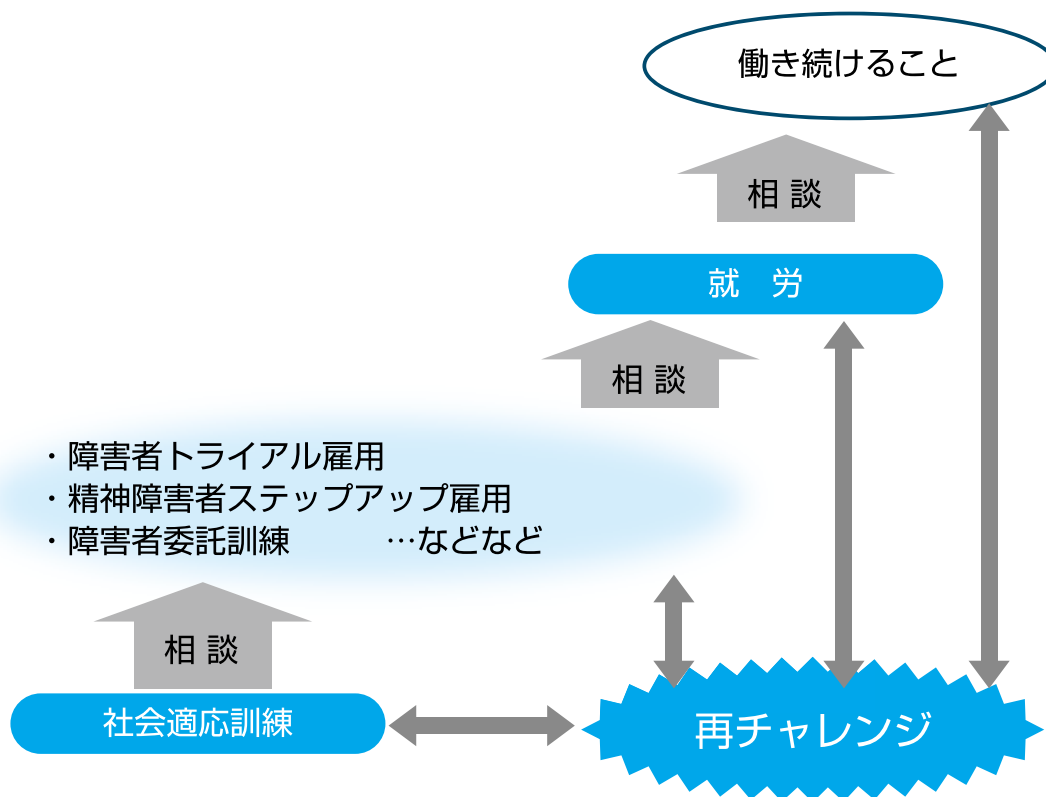 働き続けること
相 談
就　労
相 談
・障害者トライアル雇用
・精神障害者ステップアップ雇用
・障害者委託訓練　　　…などなど
相 談
社会適応訓練
再チャレンジ